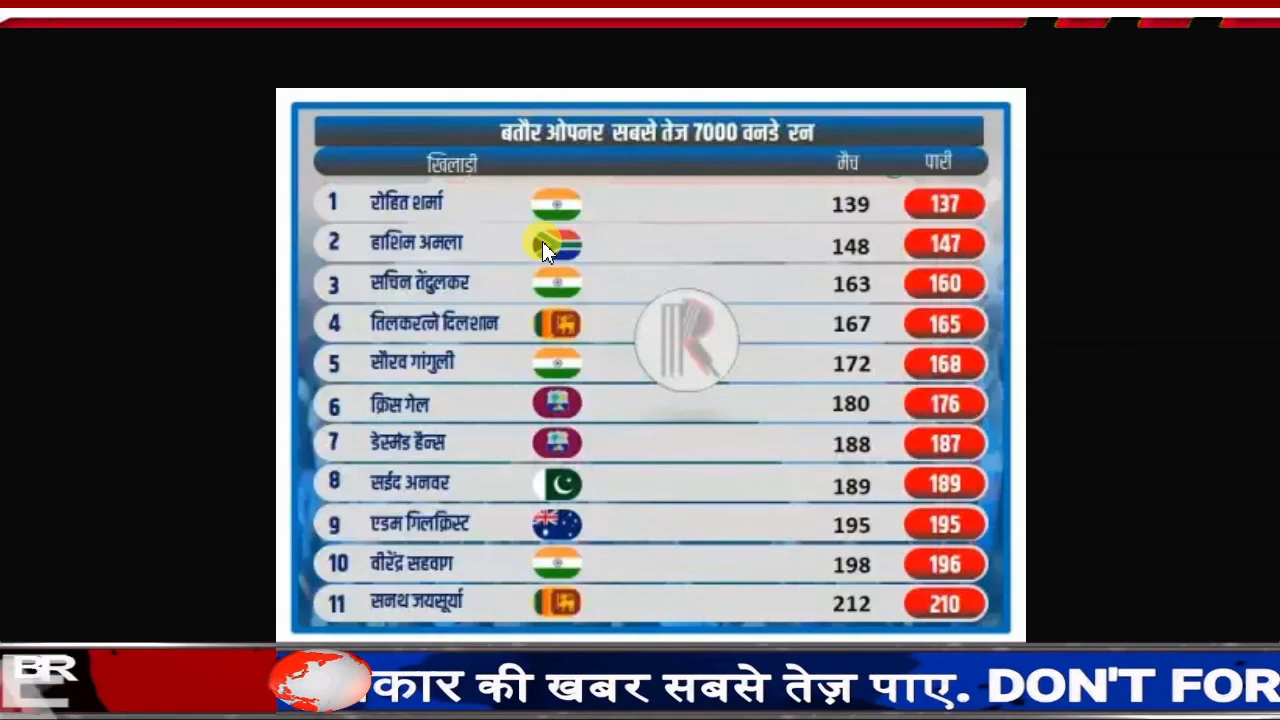 बतौर ओपनर सबसे तेज 7000 वनडे रन
खिलाड़ी मैच पारी
1 रोहित शर्मा 139 137
2 हाशिम अमला 148 147
3 सचिन तेंदुलकर 163 160
4 तिलकरत्ने दिलशान 167 165
5 सौरव गांगुली 172 168
6 क्रिस गेल 180 176
7 डेस्मंड हैन्स 188 187
8 सईद अनवर 189 189
9 एडम गिलक्रिस्ट 195 195
10 वीरेंद्र सहवाग 198 196
11 सनथ जयसूर्या 212 210
BR कार की खबर सबसे तेज़ पाए. DON'T FOR